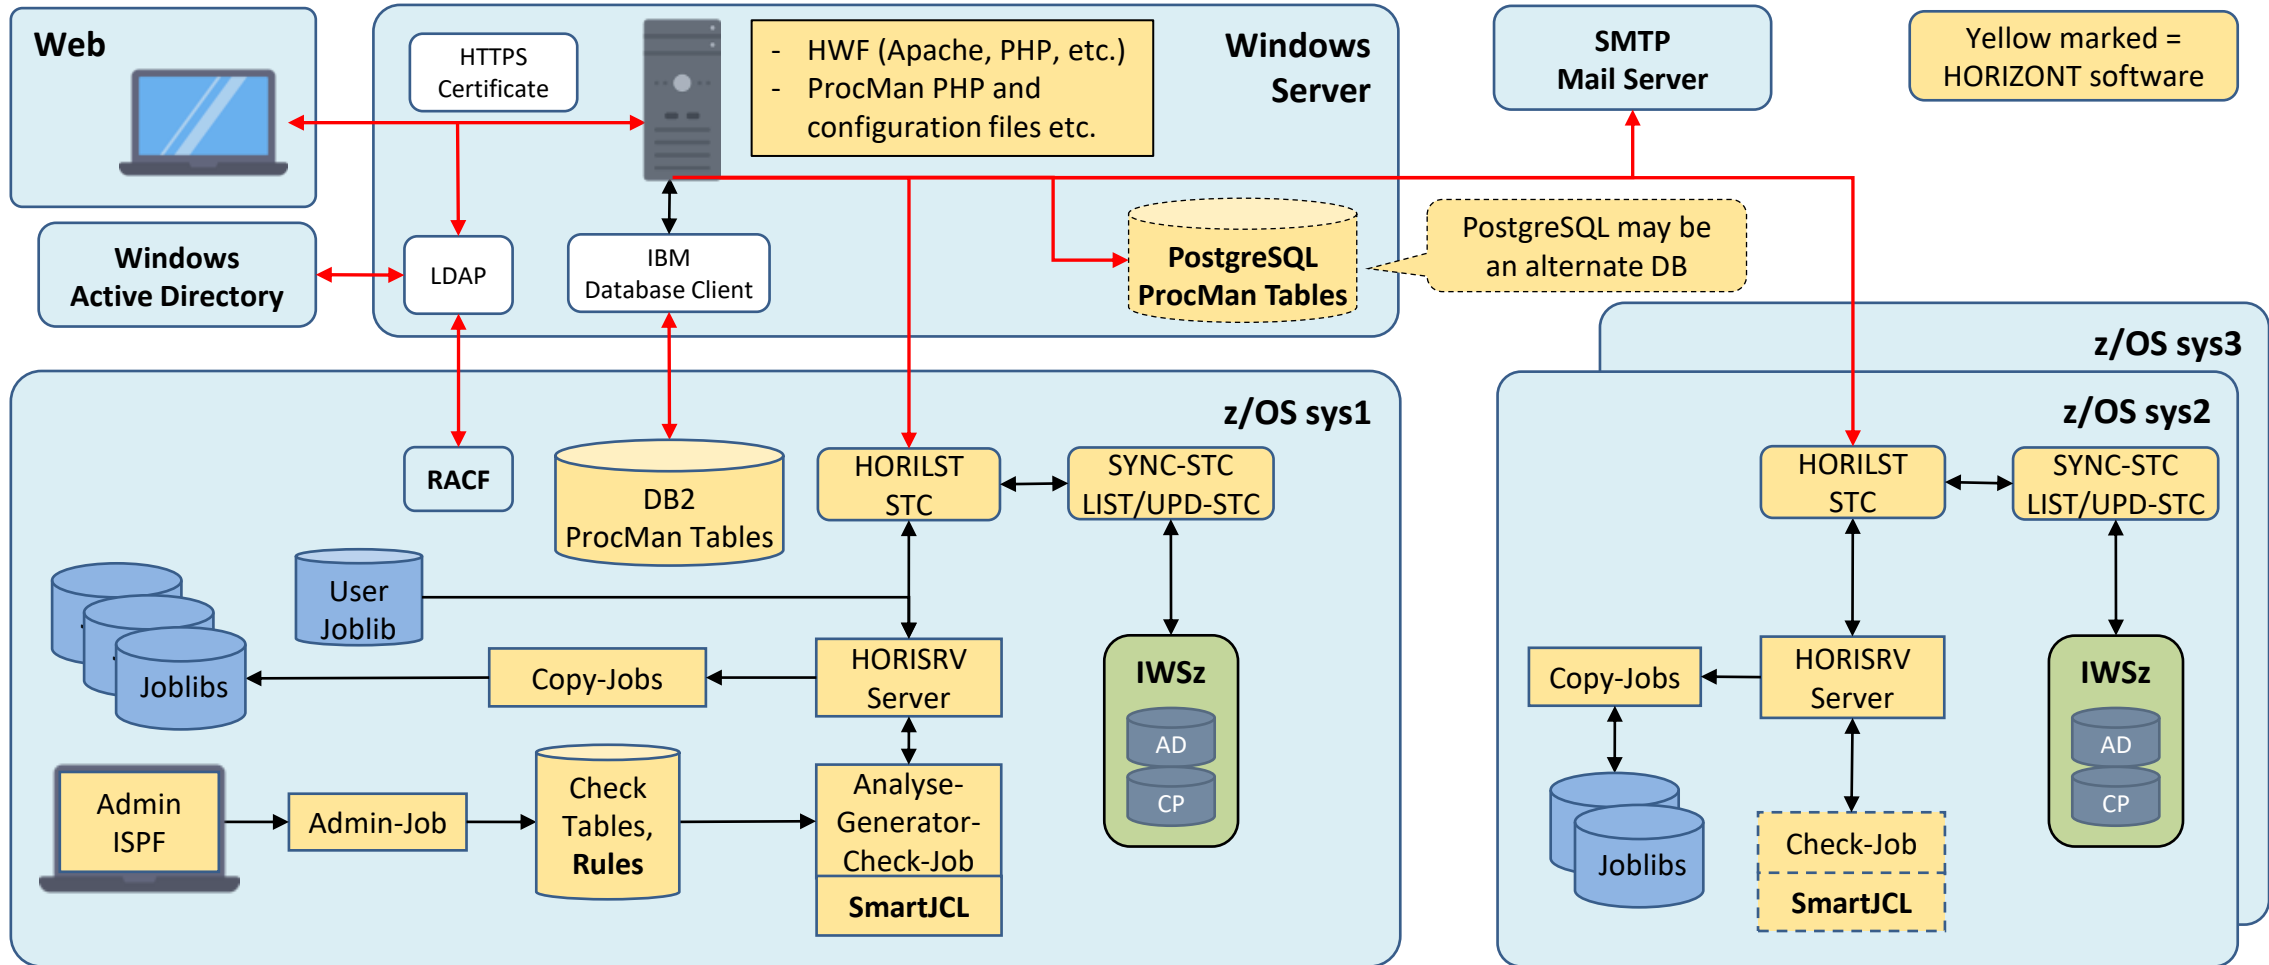 Web
HTTPS
Certificate
- HWF (Apache, PHP, etc.)
- ProcMan PHP and
configuration files etc.
Windows
Server
SMTP
Mail Server
Yellow marked =
HORIZONT software
Windows
Active Directory
LDAP
IBM
Database Client
PostgreSQL
ProcMan Tables
PostgreSQL may be
an alternate DB
z/OS sys1
RACF
DB2
ProcMan Tables
HORILST
STC
SYNC-STC
LIST/UPD-STC
User
Joblib
Joblibs
Copy-Jobs
HORISRV
Server
IWSz
AD
CP
Admin
ISPF
Admin-Job
Check
Tables,
Rules
Analyse-
Generator-
Check-Job
SmartJCL
z/OS sys3
z/OS sys2
HORILST
STC
SYNC-STC
LIST/UPD-STC
Copy-Jobs
HORISRV
Server
IWSz
AD
CP
Joblibs
Check-Job
SmartJCL